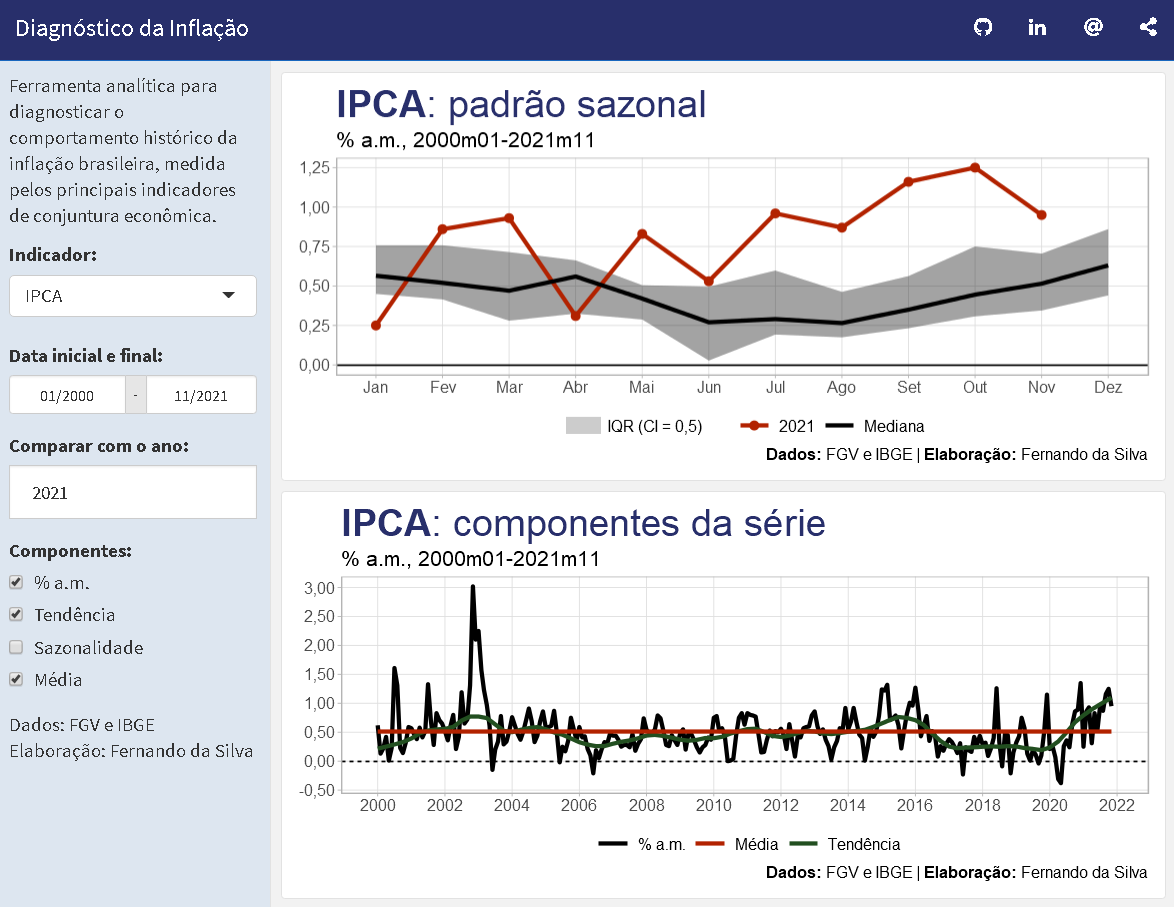 Diagnóstico da Inflação
Ferramenta analítica para
diagnosticar o
comportamento histórico da
inflação brasileira, medida
pelos principais indicadores
de conjuntura econômica.
Indicador:
IPCA
Data inicial e final:
01/2000 - 11/2021
Comparar com o ano:
2021
Componentes:
% a.m.
Tendência
Sazonalidade
Média
Dados: FGV e IBGE
Elaboração: Fernando da Silva
IPCA: padrão sazonal
% a.m., 2000m01-2021m11
1,25
1,00
0,75
0,50
0,25
0,00
Jan Fev Mar Abr Mai Jun Jul Ago Set Out Nov Dez
IQR (CI = 0,5) 2021 Mediana
Dados: FGV e IBGE | Elaboração: Fernando da Silva
IPCA: componentes da série
% a.m., 2000m01-2021m11
3,00
2,50
2,00
1,50
1,00
0,50
0,00
-0,50
2000 2002 2004 2006 2008 2010 2012 2014 2016 2018 2020 2022
% a.m. Média Tendência
Dados: FGV e IBGE | Elaboração: Fernando da Silva